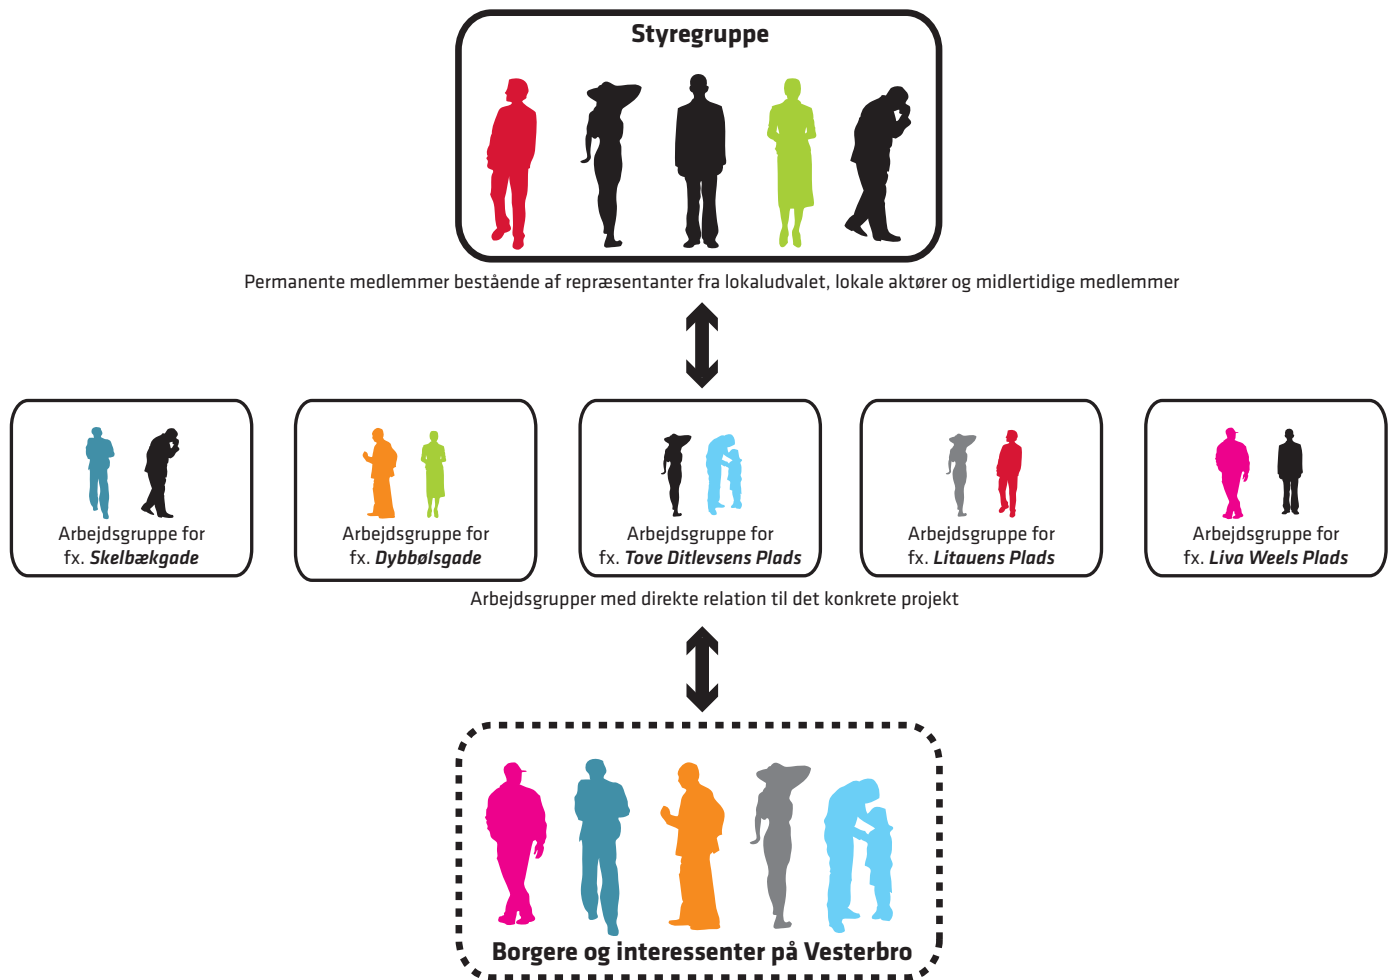 Styregruppe
Permanente medlemmer bestående af repræsentanter fra lokaludvalet, lokale aktører og midlertidige medlemmer
Arbejdsgruppe for
fx. Skelbækgade
Arbejdsgruppe for
fx. Dybbølsgade
Arbejdsgruppe for
fx. Tove Ditlevsens Plads
Arbejdsgruppe for
fx. Litauens Plads
Arbejdsgruppe for
fx. Liva Weels Plads
Arbejdsgrupper med direkte relation til det konkrete projekt
Borgere og interessenter på Vesterbro